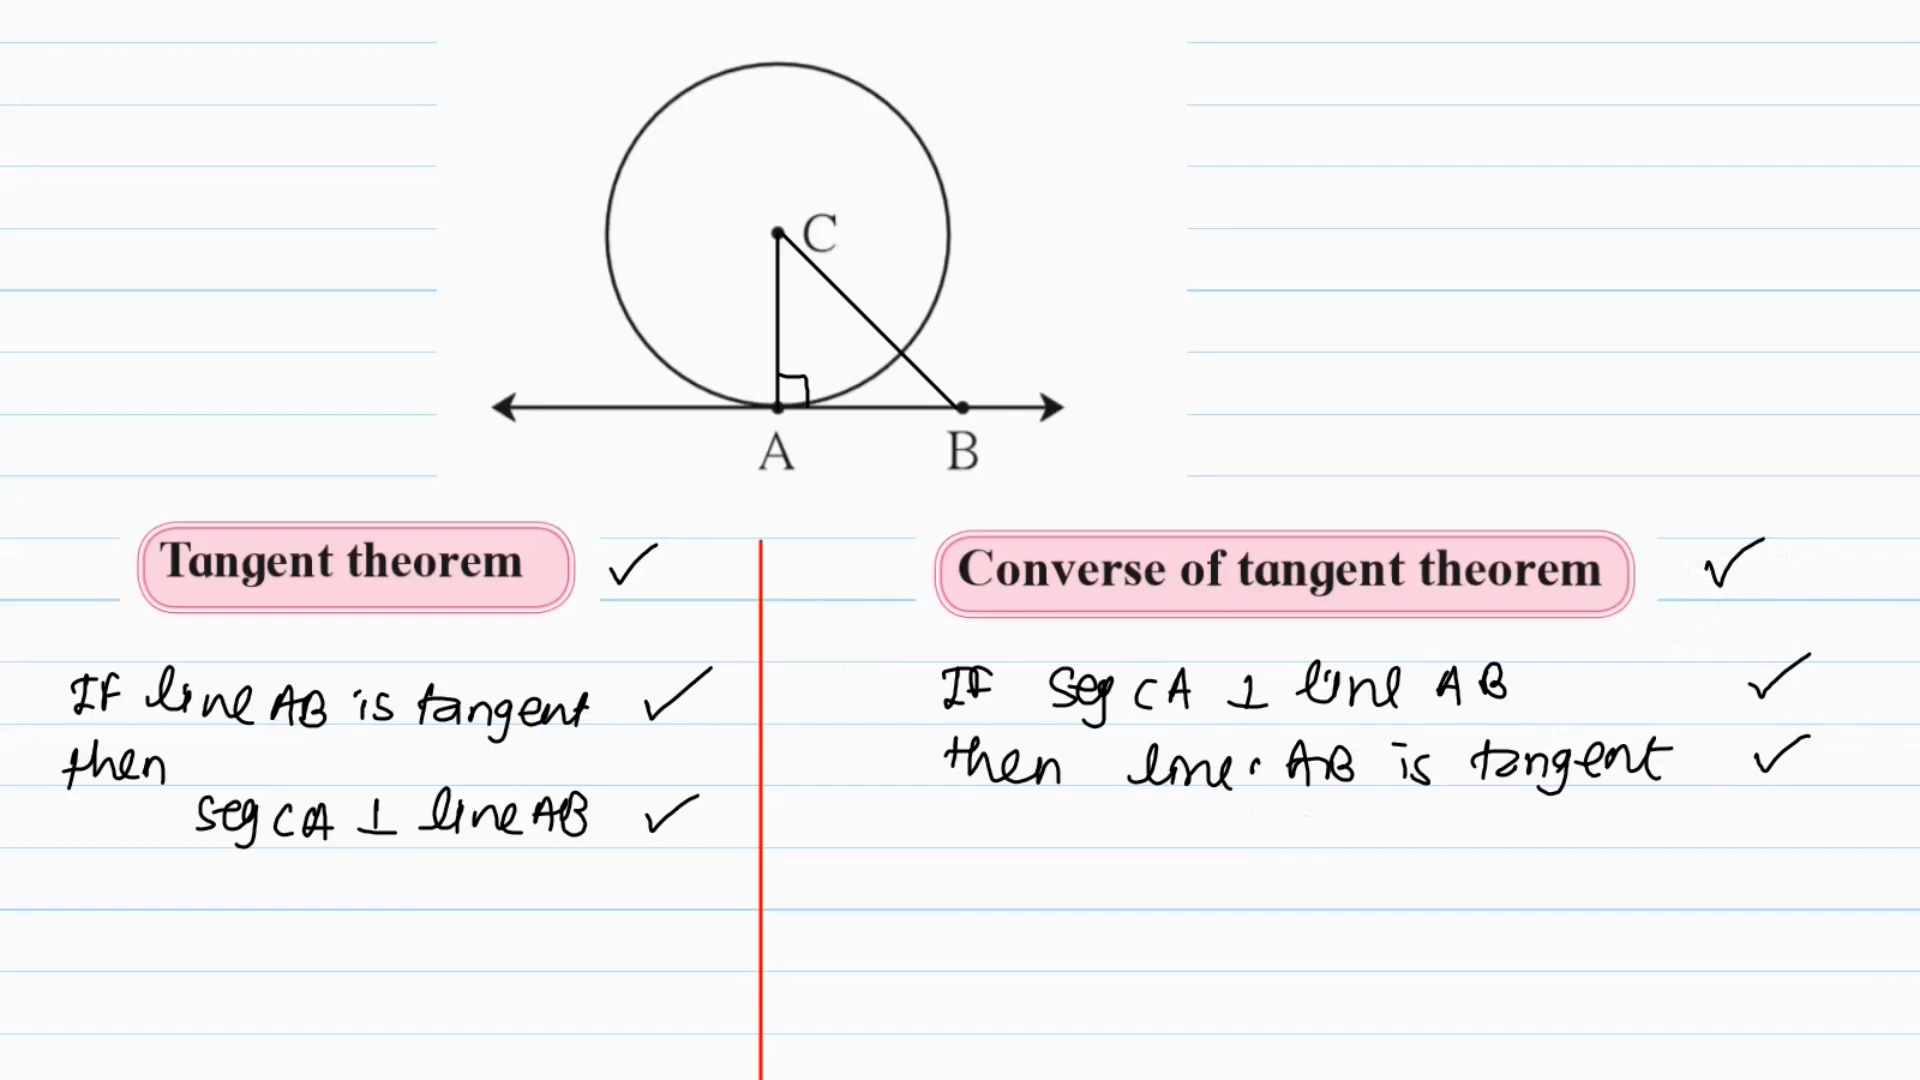 C
A
B
Tangent theorem
If line AB is tangent
then
seg CA ⊥ line AB
Converse of tangent theorem
If seg CA ⊥ line AB
then line AB is tangent